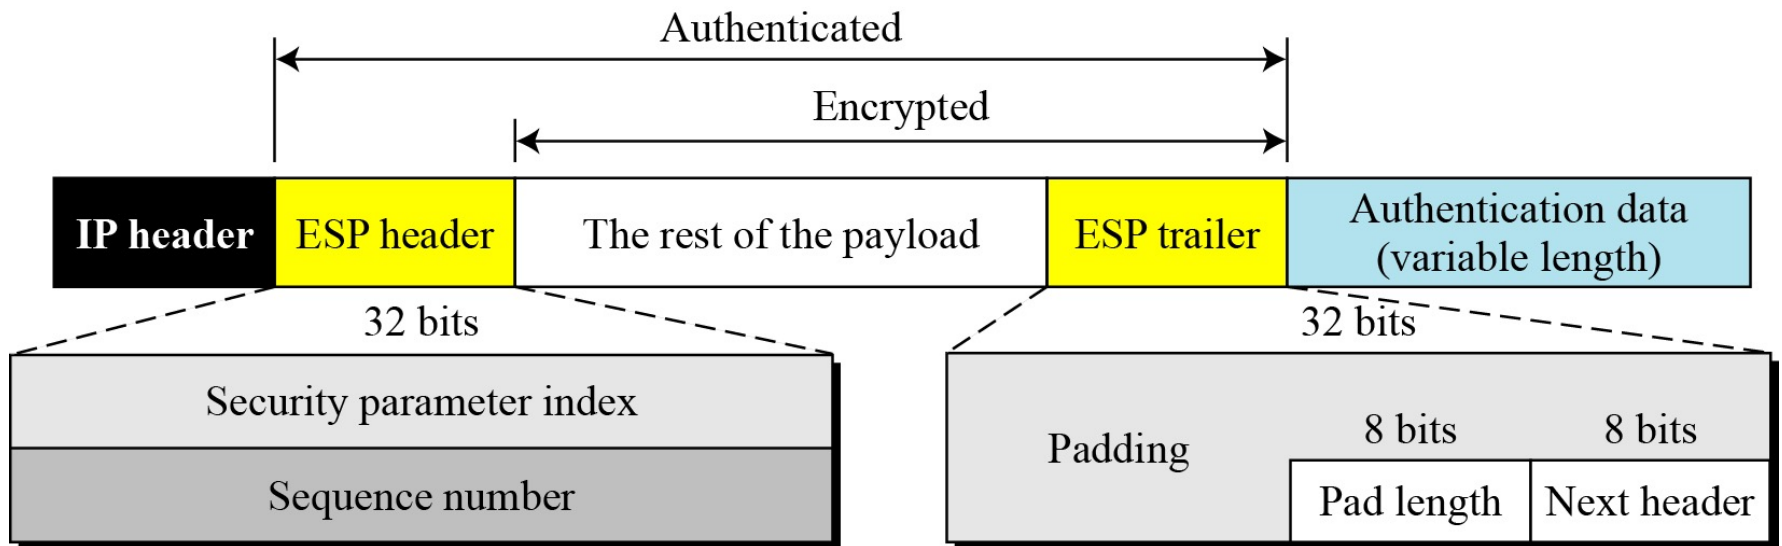 Authenticated
Encrypted
IP header
ESP header
The rest of the payload
ESP trailer
Authentication data
(variable length)
32 bits
32 bits
Security parameter index
Sequence number
Padding
8 bits
8 bits
Pad length
Next header